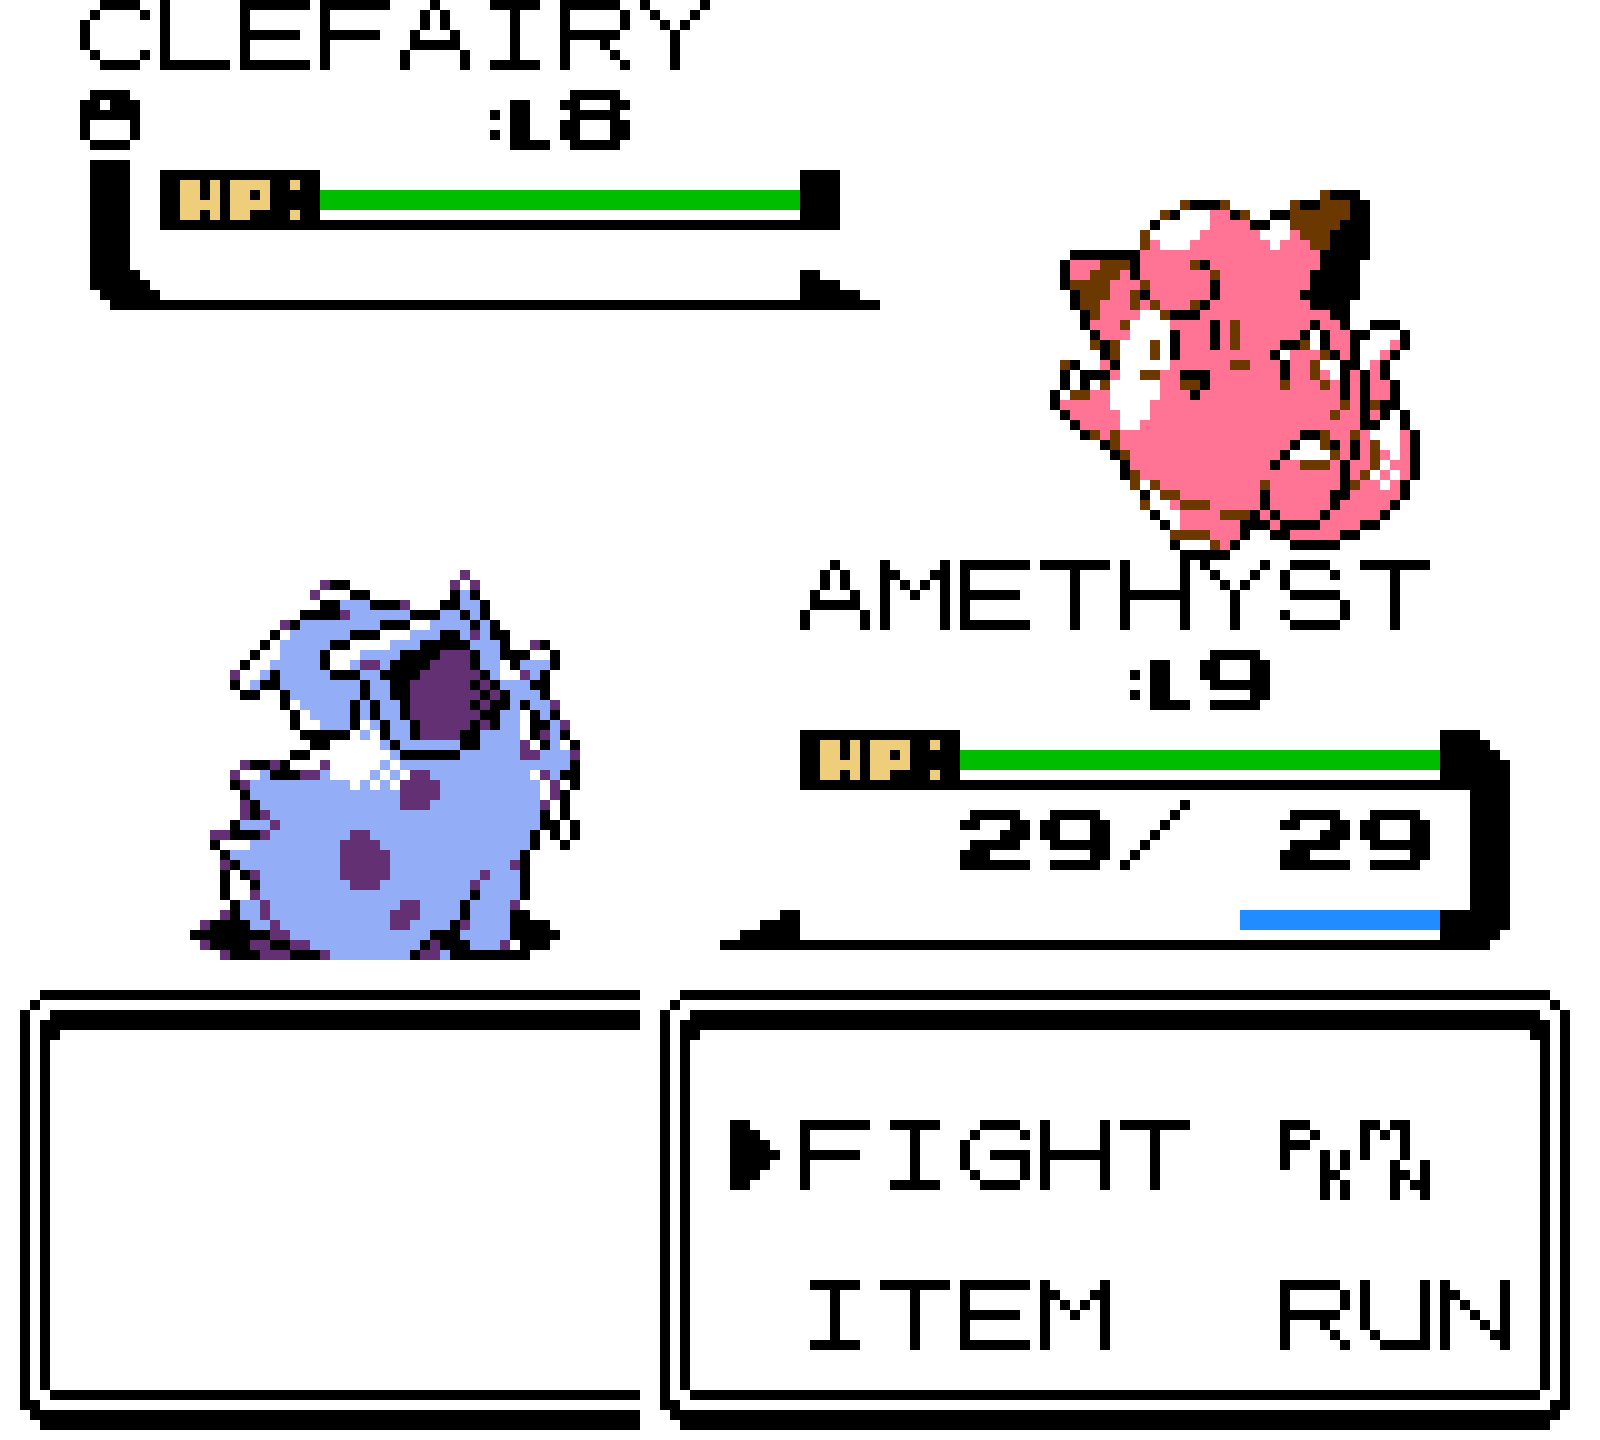 CLEFAIRY
:L8
HP:
AMETHYST
:L9
HP:
29/ 29
▶FIGHT PKMN
ITEM RUN